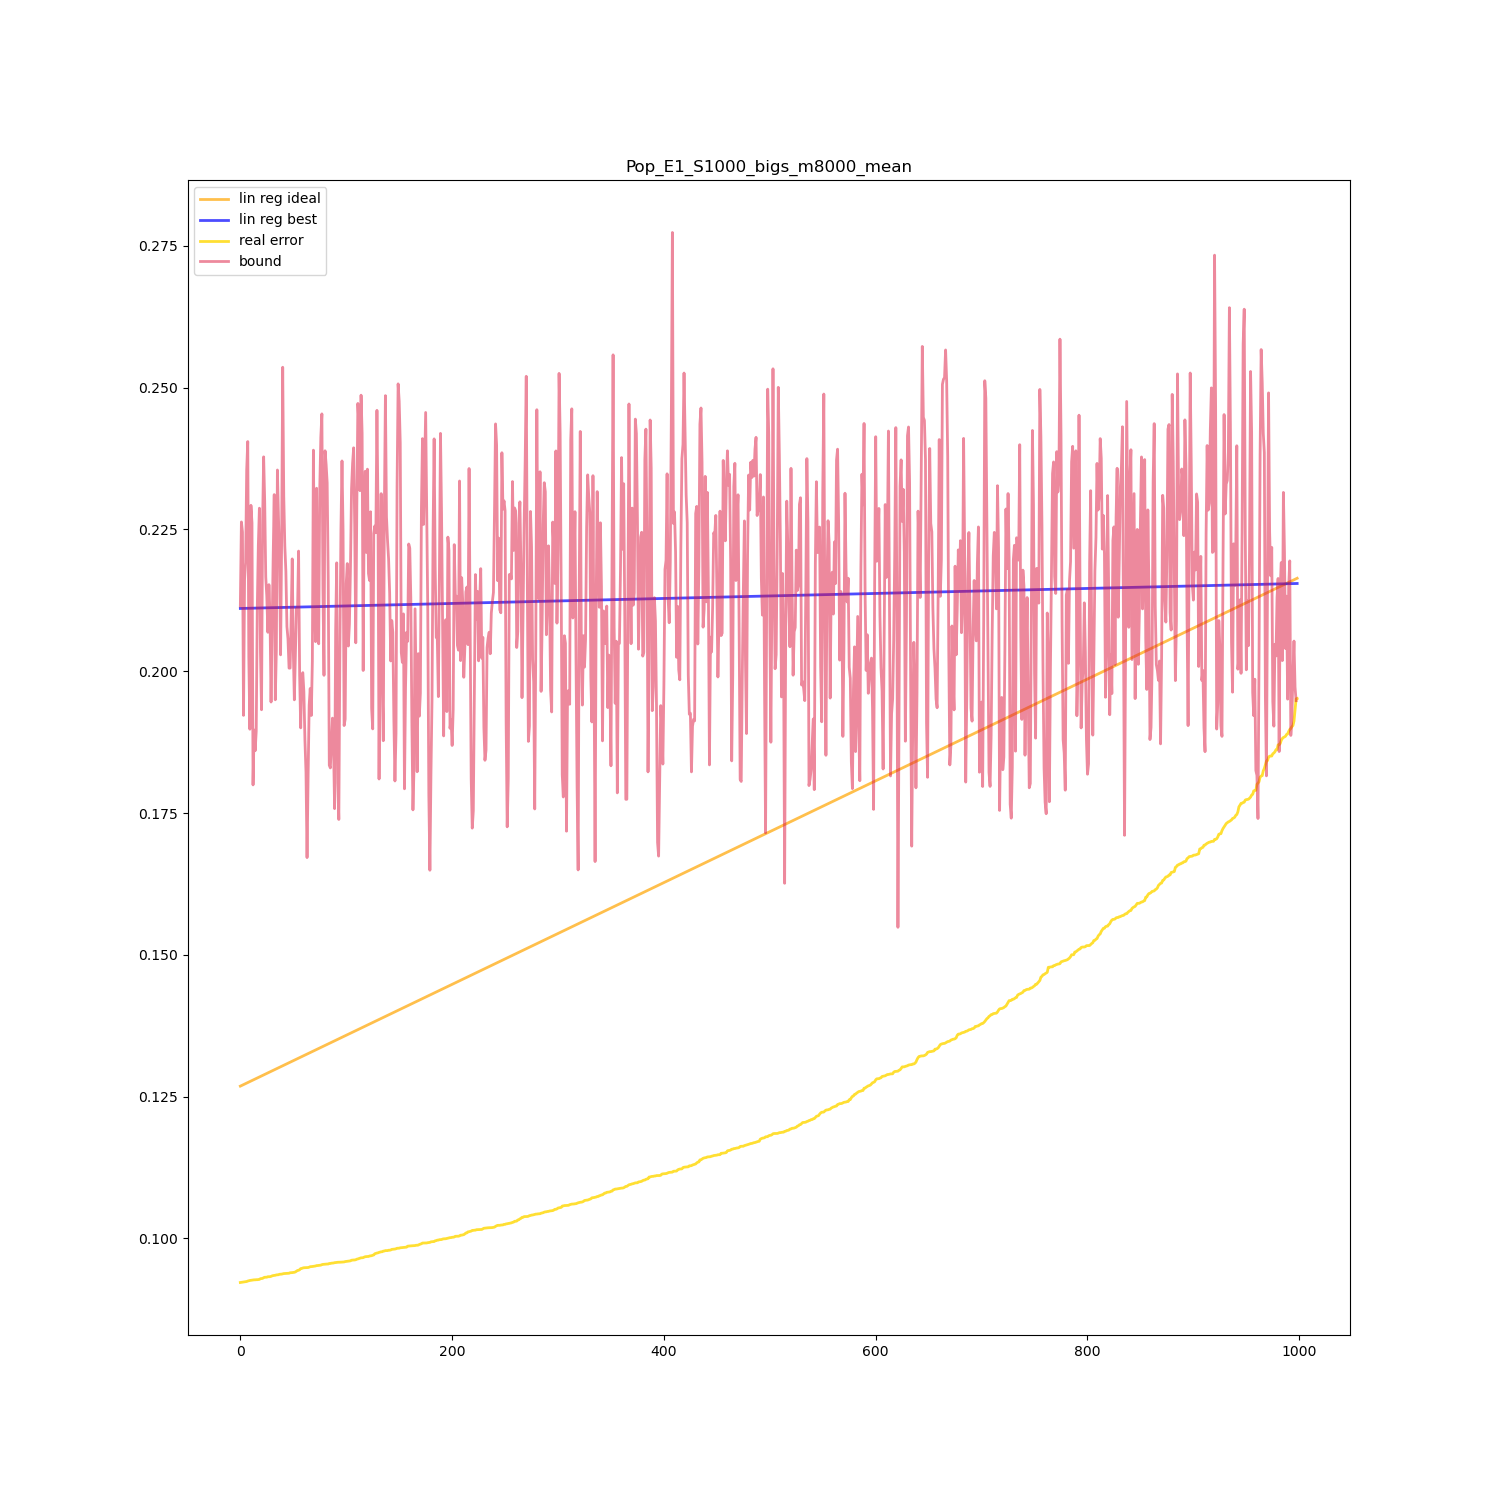 Pop_E1_S1000_bigs_m8000_mean
lin reg ideal
lin reg best
real error
bound
0.275
0.250
0.225
0.200
0.175
0.150
0.125
0.100
0 200 400 600 800 1000